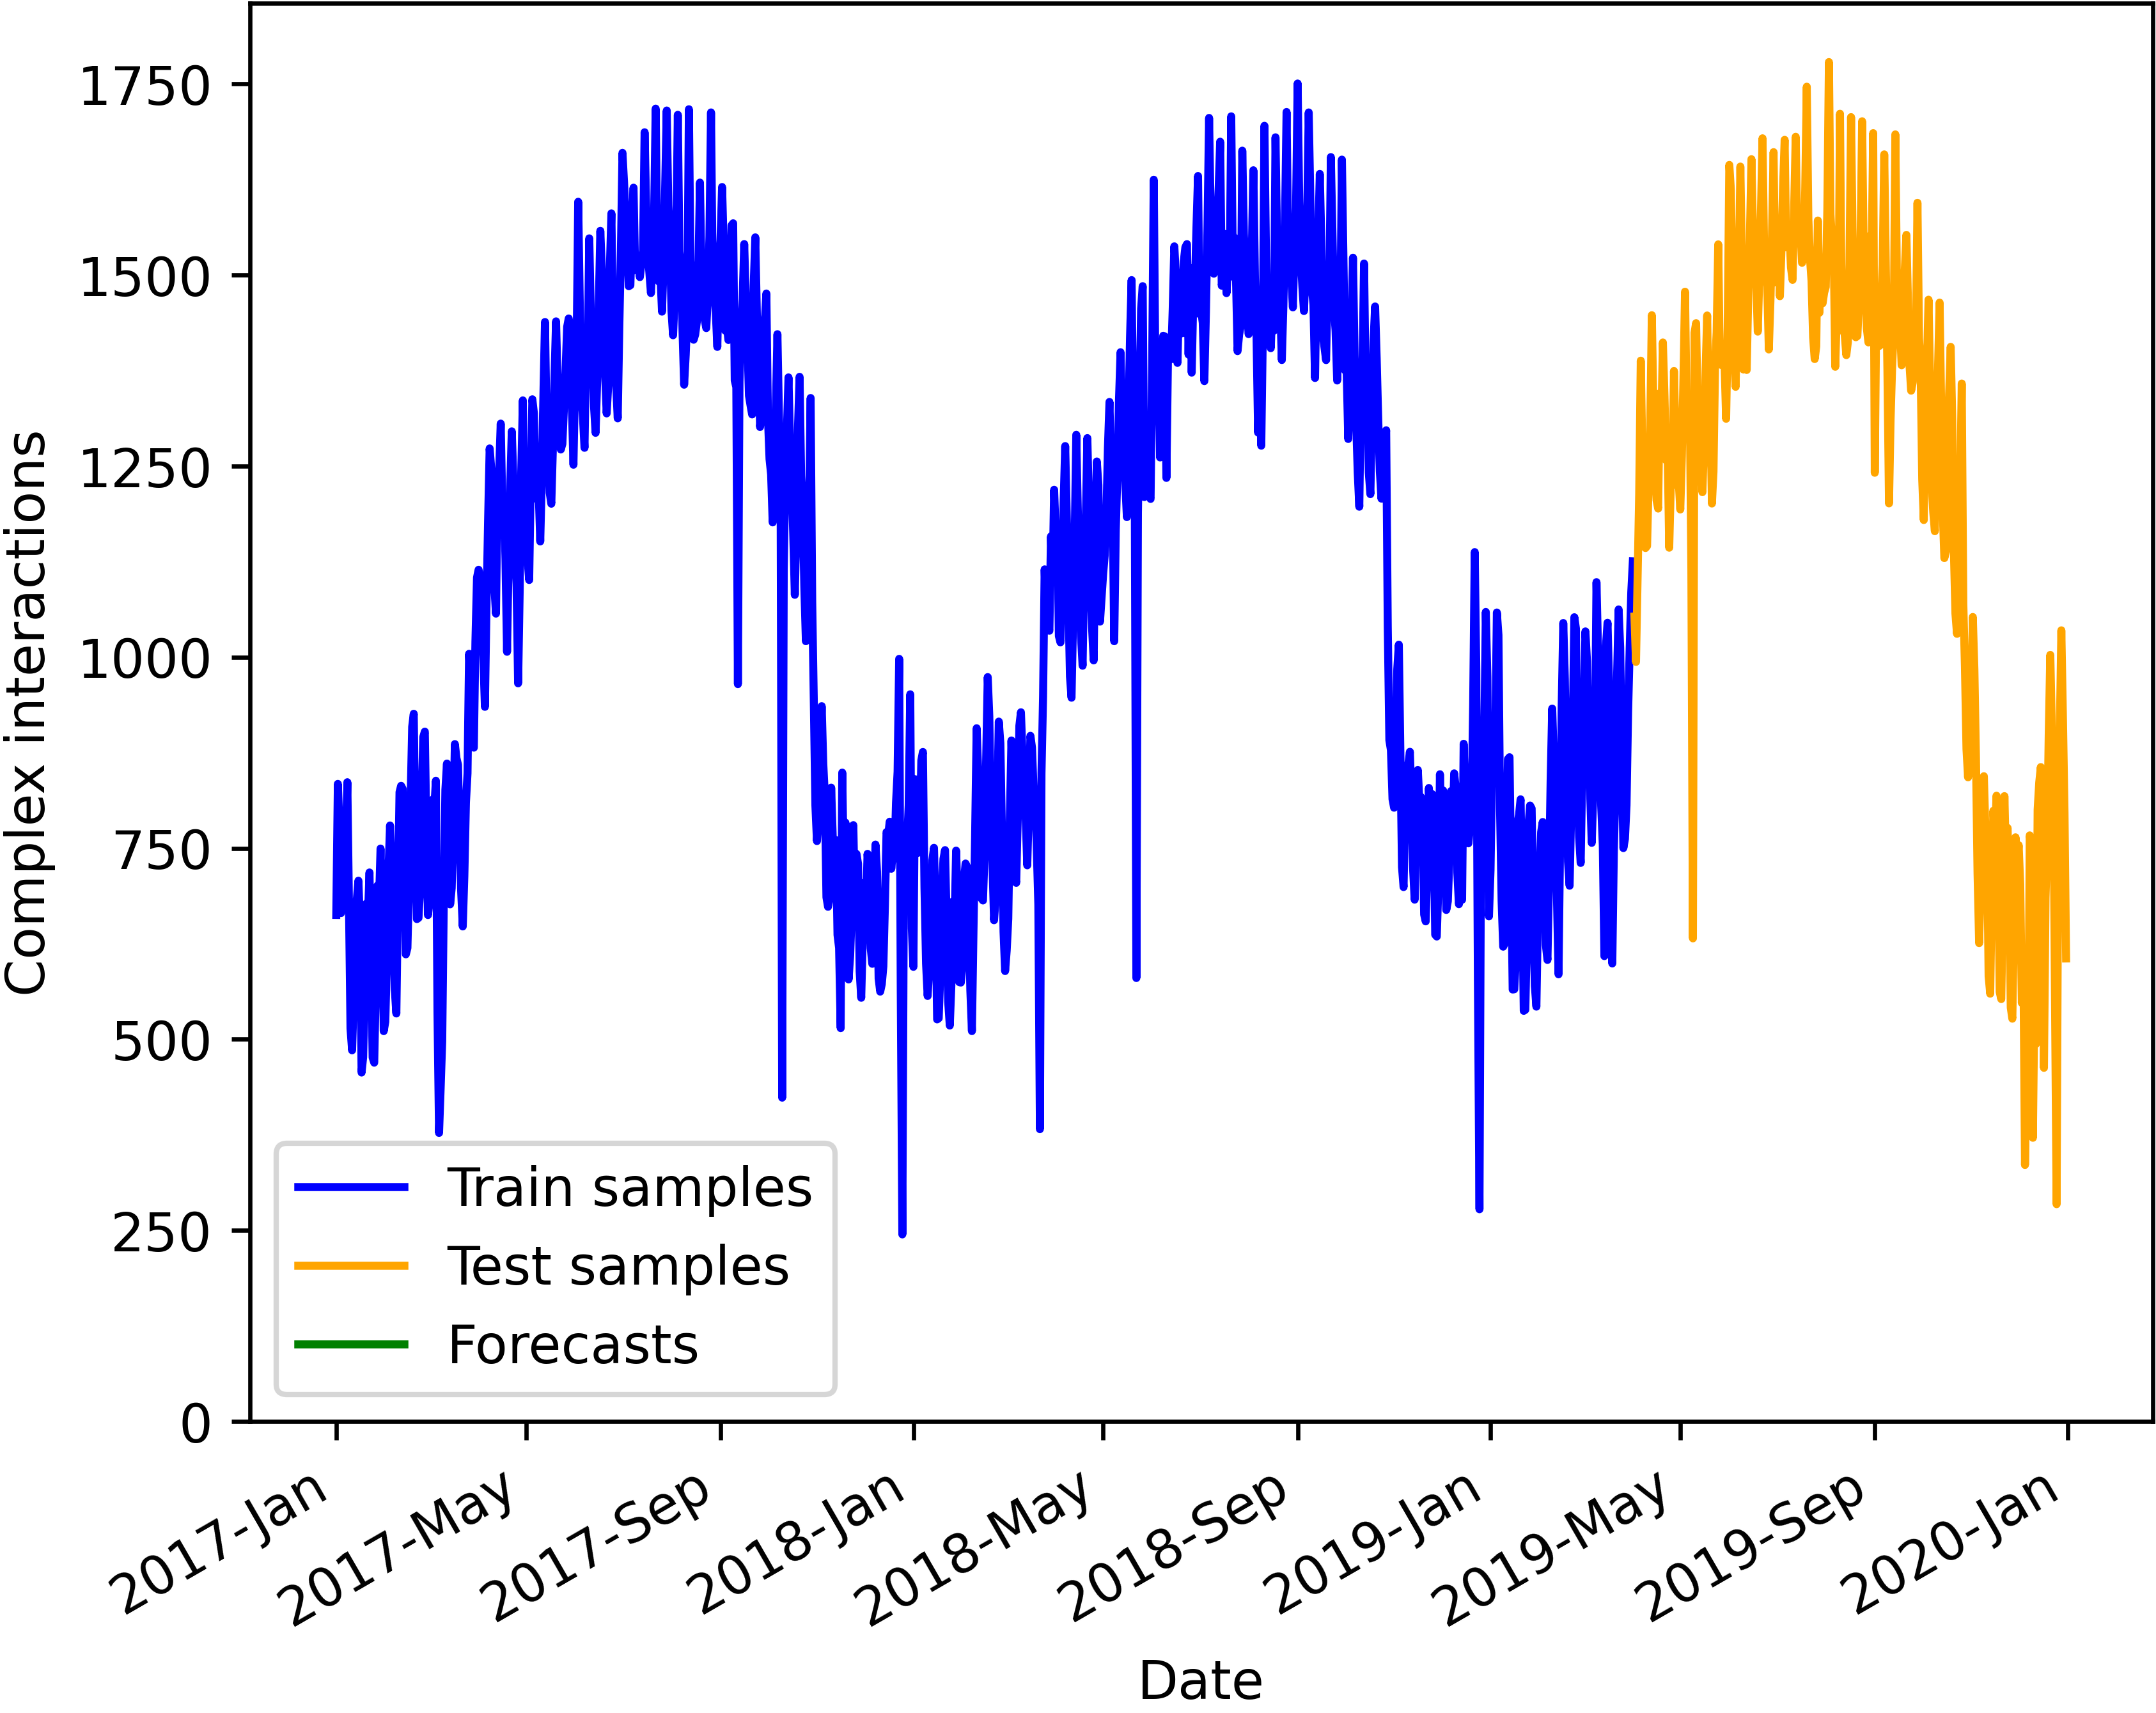 1750
1500
1250
1000
750
500
250
0
Complex interactions
Train samples
Test samples
Forecasts
2017-Jan
2017-May
2017-Sep
2018-Jan
2018-May
2018-Sep
2019-Jan
2019-May
2019-Sep
2020-Jan
Date